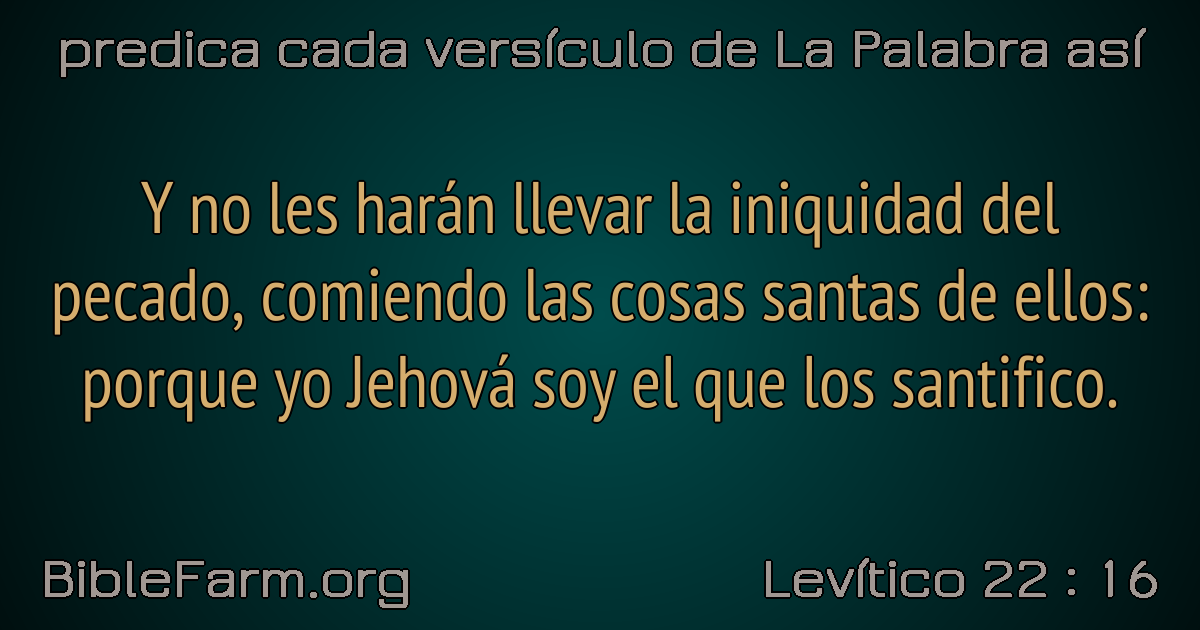 predica cada versículo de La Palabra así
Y no les harán llevar la iniquidad del
pecado, comiendo las cosas santas de ellos:
porque yo Jehová soy el que los santifico.
BibleFarm.org
Levítico 22 : 16